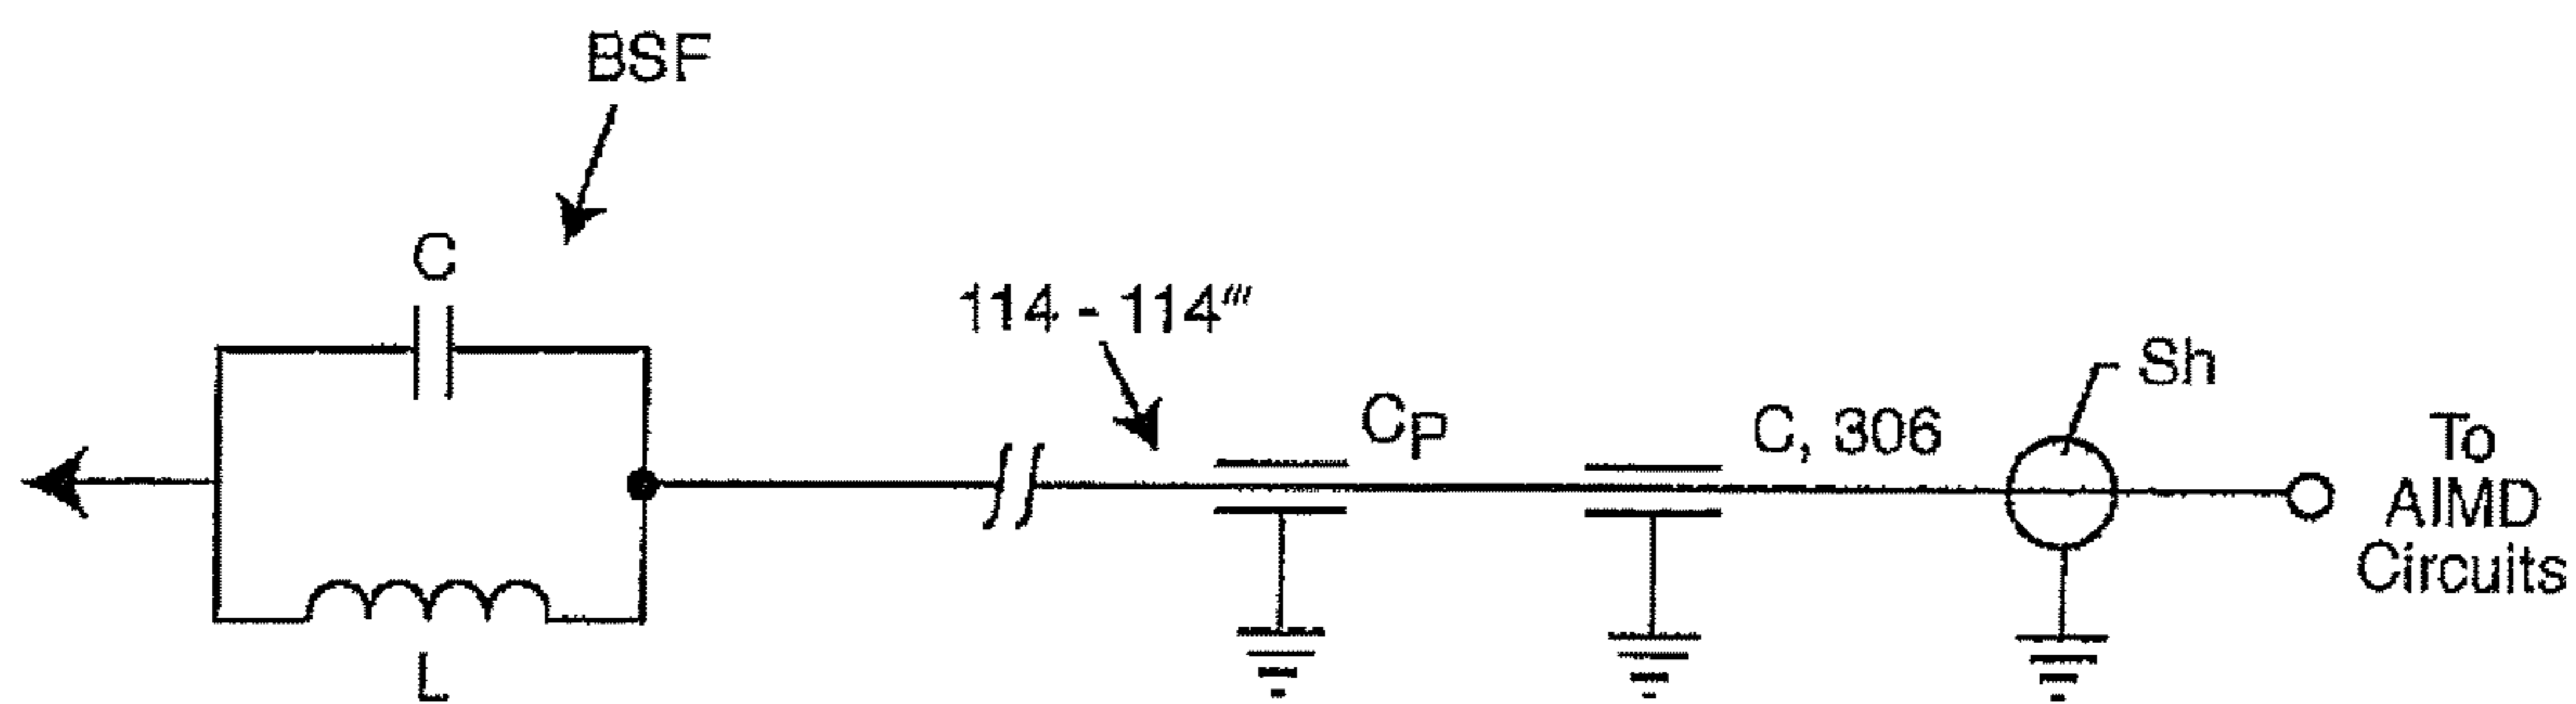 BSF
C
114 - 114‴
Sh
CP
C, 306
To
AIMD
Circuits
L